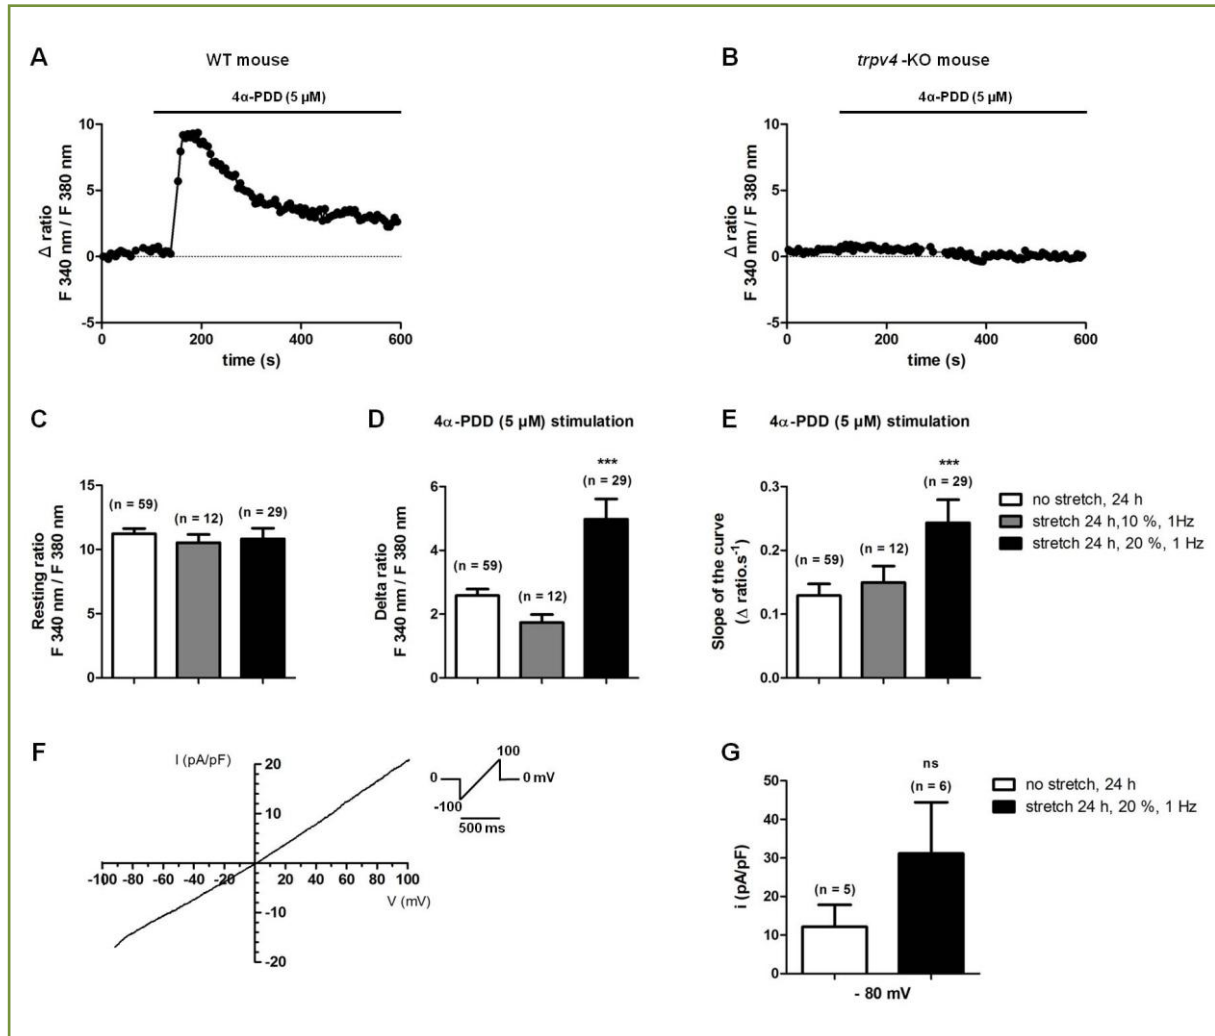 A
WT mouse
4α-PDD (5 µM)
10
5
0
-5
Δ ratio
F 340 nm / F 380 nm
0 200 400 600
time (s)
B
trpv4 -KO mouse
4α-PDD (5 µM)
10
5
0
-5
Δ ratio
F 340 nm / F 380 nm
0 200 400 600
time (s)
C
15
10
5
0
Resting ratio
F 340 nm / F 380 nm
(n = 59)
(n = 12)
(n = 29)
D
4α-PDD (5 µM) stimulation
6
4
2
0
Delta ratio
F 340 nm / F 380 nm
(n = 59)
(n = 12)
***
(n = 29)
E
4α-PDD (5 µM) stimulation
0.3
0.2
0.1
0.0
Slope of the curve
(Δ ratio.s-1)
(n = 59)
(n = 12)
***
(n = 29)
no stretch, 24 h
stretch 24 h,10 %, 1Hz
stretch 24 h, 20 %, 1 Hz
F
I (pA/pF)
20
10
-10
-20
-100 -80 -60 -40 -20 20 40 60 80 100
V (mV)
100
0
0 mV
-100
500 ms
G
50
40
30
20
10
0
i (pA/pF)
(n = 5)
ns
(n = 6)
- 80 mV
no stretch, 24 h
stretch 24 h, 20 %, 1 Hz